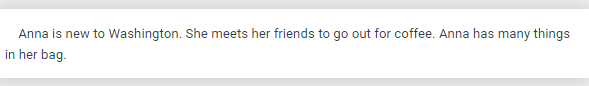 Anna is new to Washington. She meets her friends to go out for coffee. Anna has many things
in her bag.